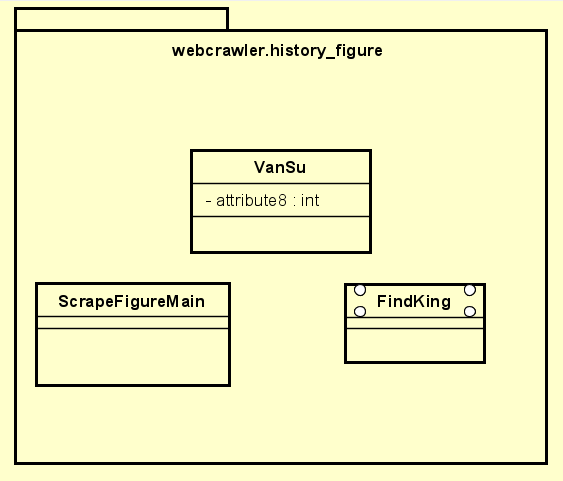 webcrawler.history_figure
VanSu
- attribute8 : int
ScrapeFigureMain
FindKing